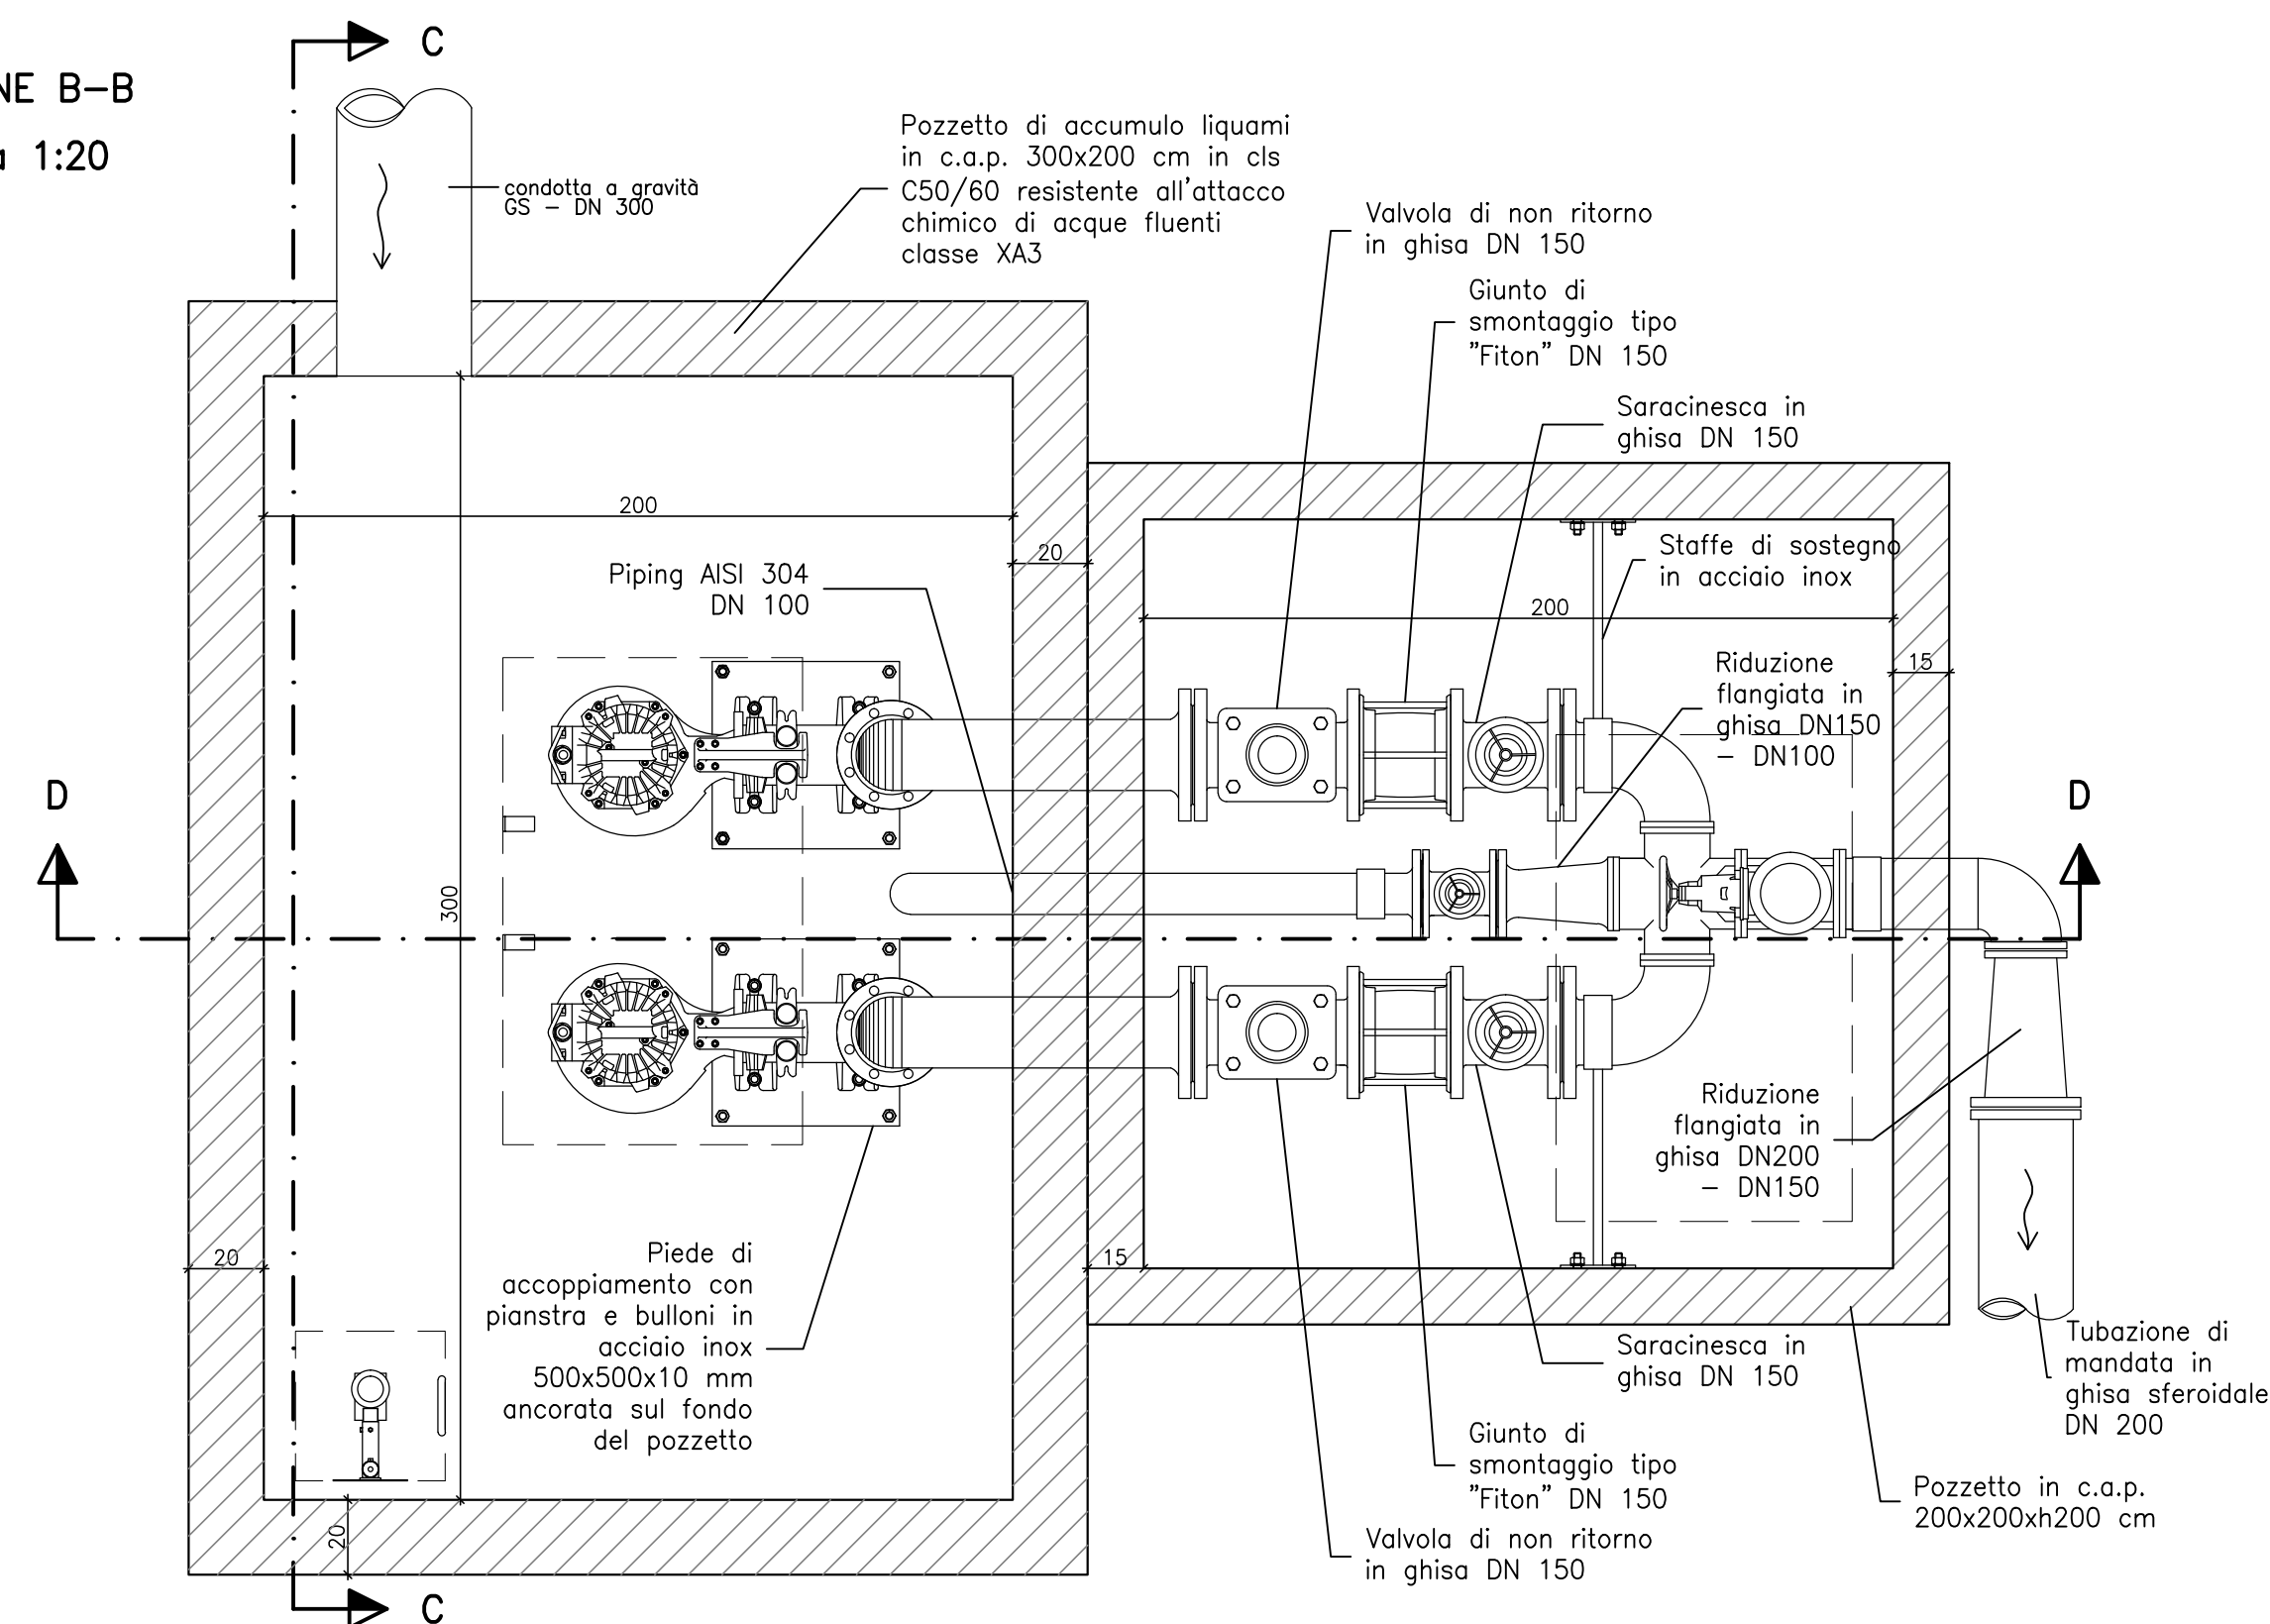 C
NE B-B
a 1:20
condotta a gravità
GS - DN 300
Pozzetto di accumulo liquami
in c.a.p. 300x200 cm in cls
C50/60 resistente all'attacco
chimico di acque fluenti
classe XA3
Valvola di non ritorno
in ghisa DN 150
Giunto di
smontaggio tipo
"Fiton" DN 150
Saracinesca in
ghisa DN 150
200
20
Piping AISI 304
DN 100
Staffe di sostegno
in acciaio inox
200
15
Riduzione
flangiata in
ghisa DN150
- DN100
D
D
300
Riduzione
flangiata in
ghisa DN200
- DN150
20
15
Piede di
accoppiamento con
pianstra e bulloni in
acciaio inox
500x500x10 mm
ancorata sul fondo
del pozzetto
Saracinesca in
ghisa DN 150
Tubazione di
mandata in
ghisa sferoidale
DN 200
Giunto di
smontaggio tipo
"Fiton" DN 150
Pozzetto in c.a.p.
200x200xh200 cm
20
Valvola di non ritorno
in ghisa DN 150
C